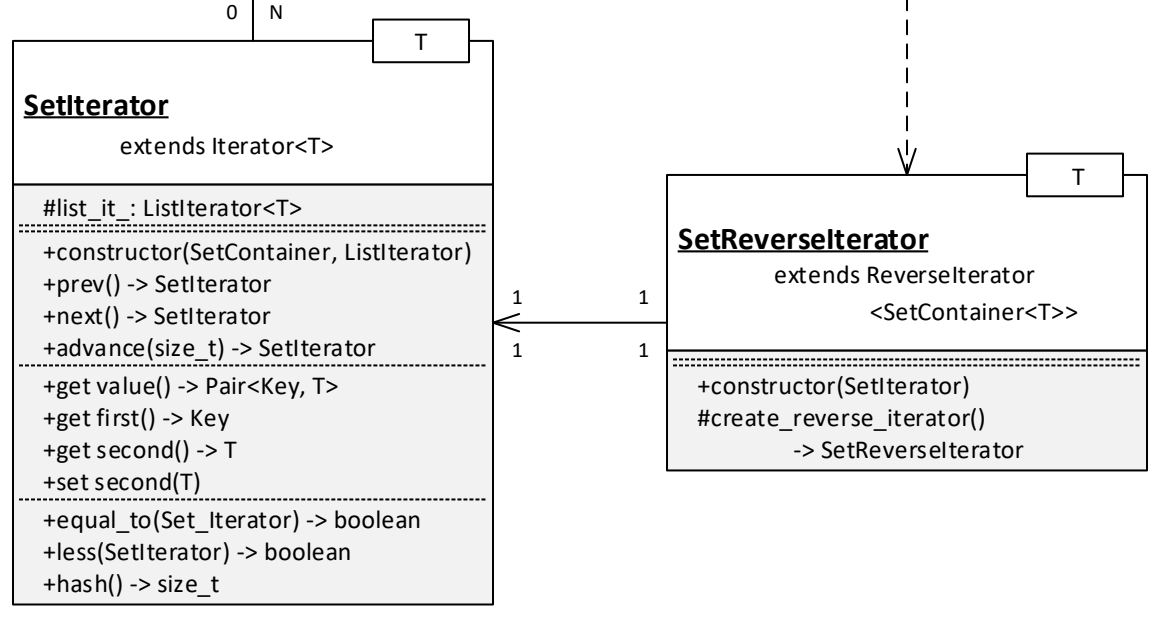 0 N
T
SetIterator
extends Iterator<T>
#list_it_: ListIterator<T>
+constructor(SetContainer, ListIterator)
+prev() -> SetIterator
+next() -> SetIterator
+advance(size_t) -> SetIterator
+get value() -> Pair<Key, T>
+get first() -> Key
+get second() -> T
+set second(T)
+equal_to(Set_Iterator) -> boolean
+less(SetIterator) -> boolean
+hash() -> size_t
1 1
1 1
T
SetReverseIterator
extends ReverseIterator
<SetContainer<T>>
+constructor(SetIterator)
#create_reverse_iterator()
-> SetReverseIterator